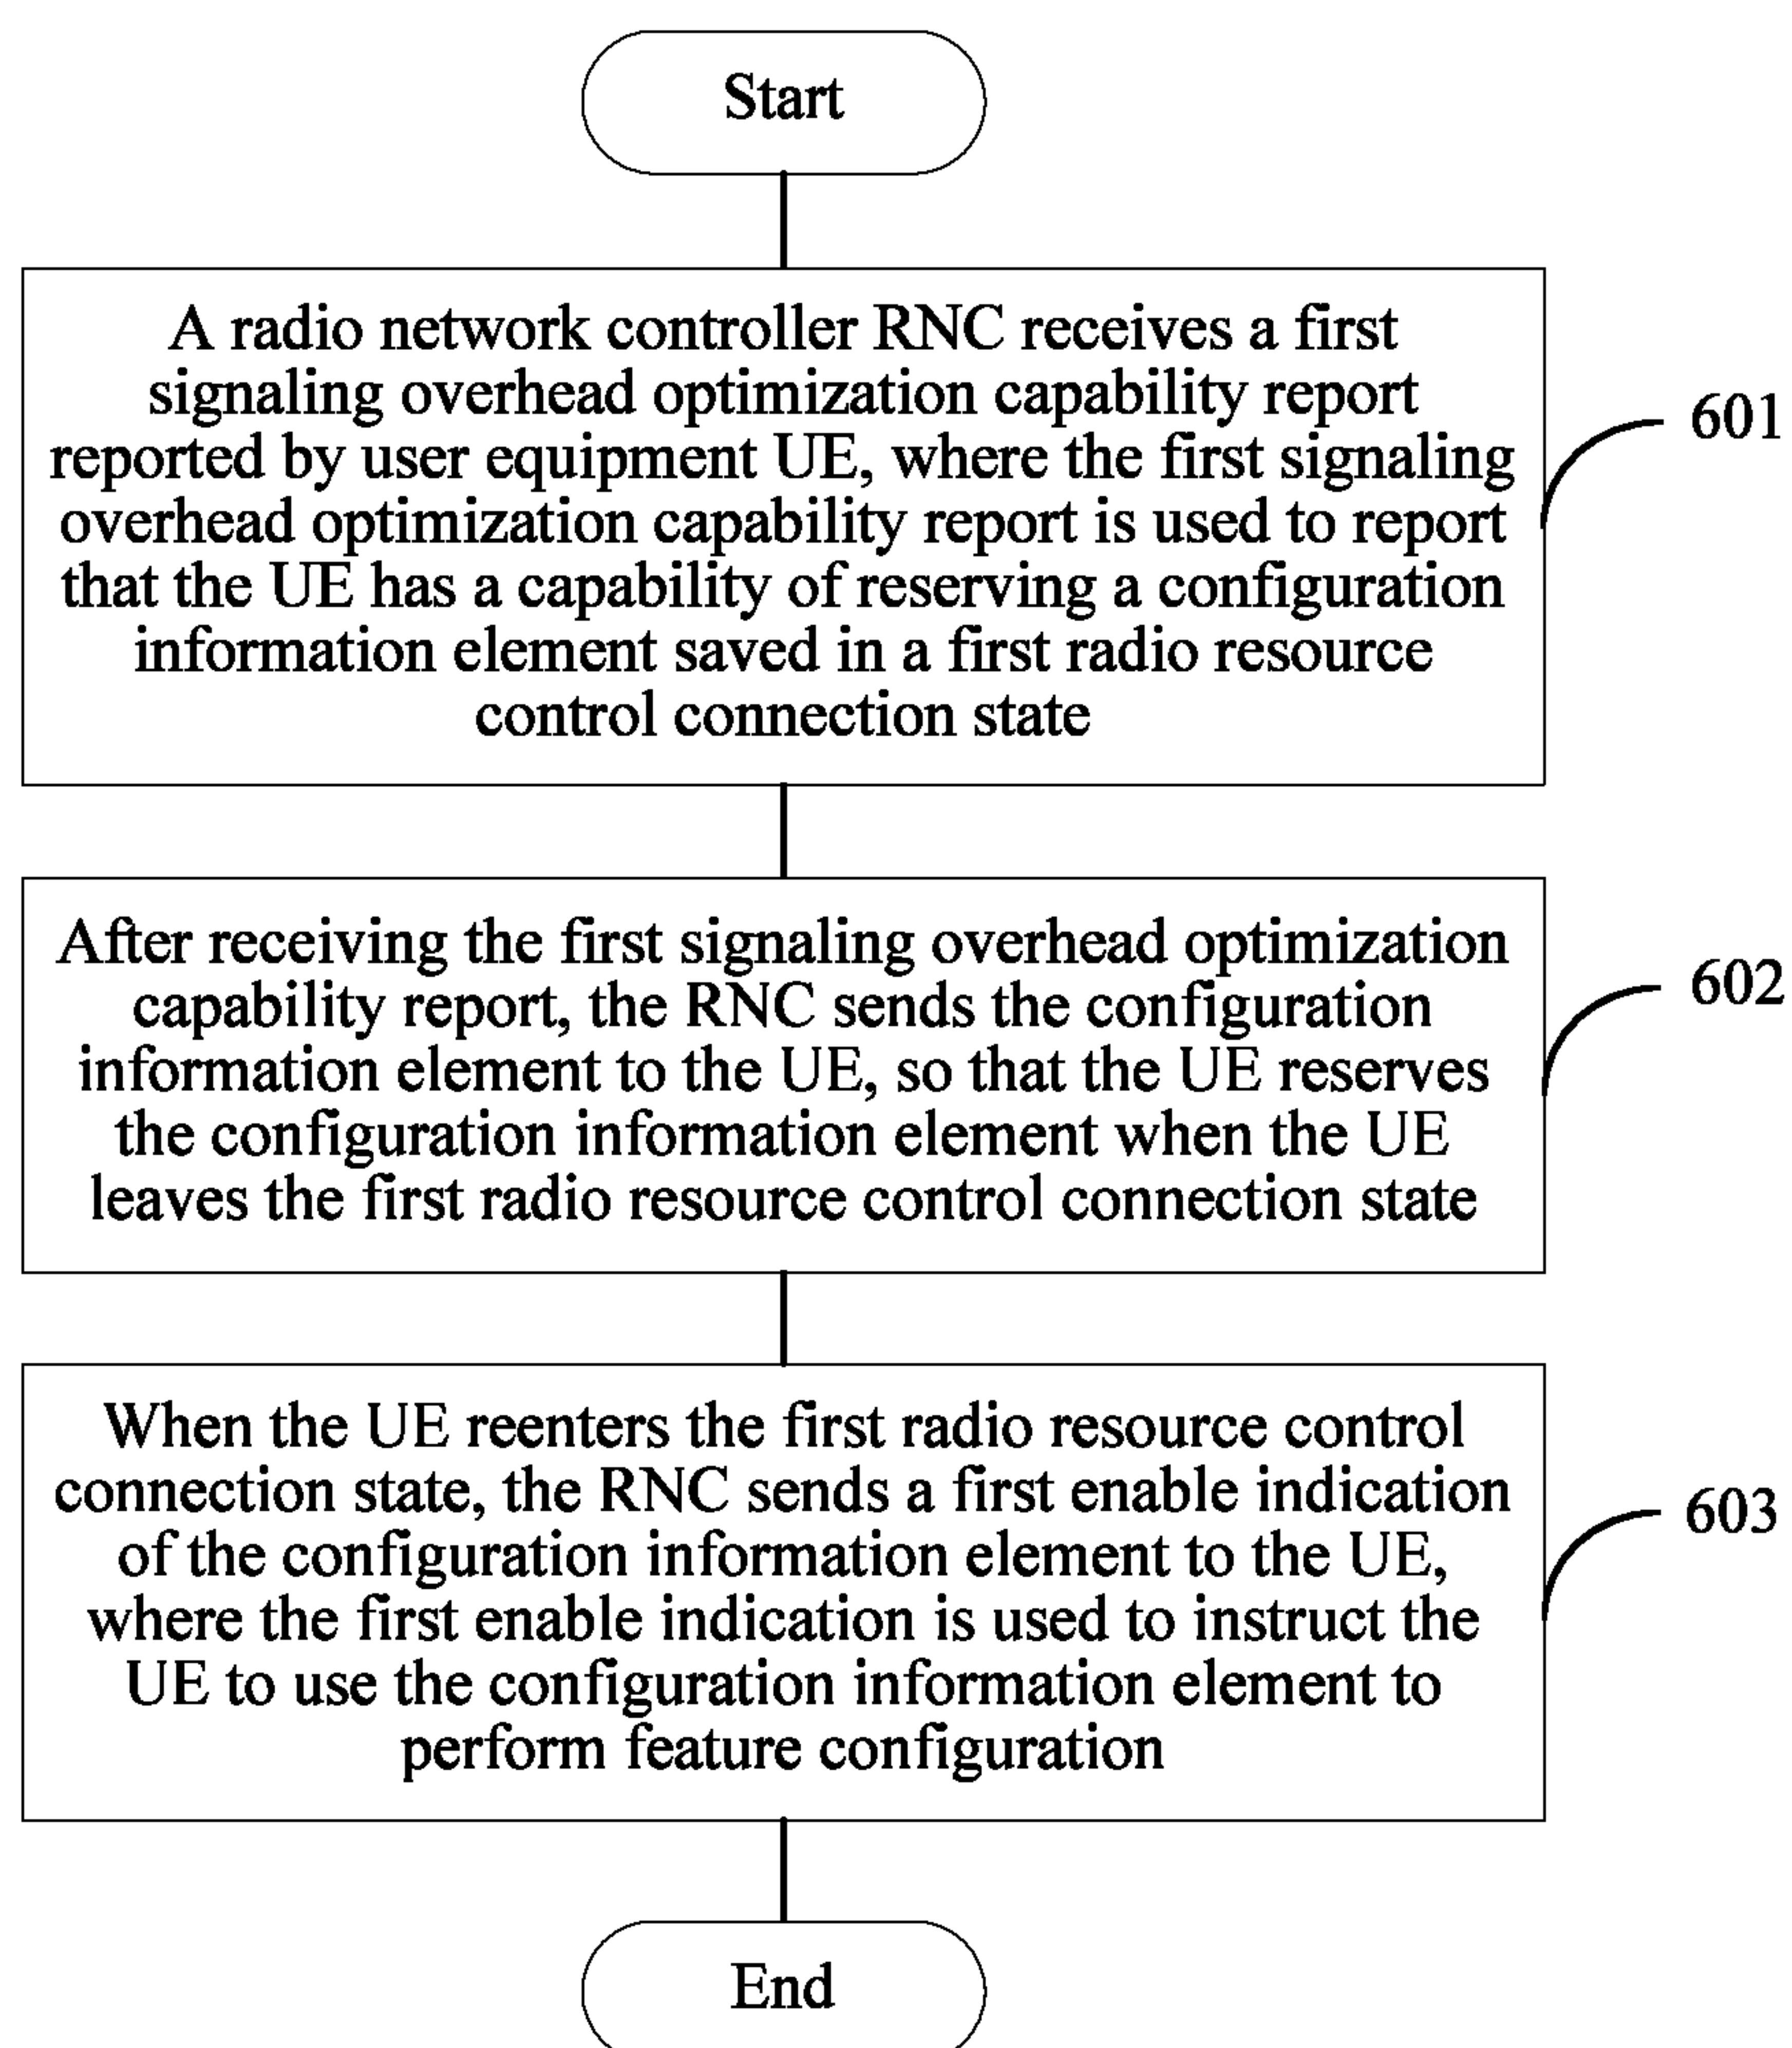 Start
A radio network controller RNC receives a first
signaling overhead optimization capability report
reported by user equipment UE, where the first signaling
overhead optimization capability report is used to report
that the UE has a capability of reserving a configuration
information element saved in a first radio resource
control connection state
601
After receiving the first signaling overhead optimization
capability report, the RNC sends the configuration
information element to the UE, so that the UE reserves
the configuration information element when the UE
leaves the first radio resource control connection state
602
When the UE reenters the first radio resource control
connection state, the RNC sends a first enable indication
of the configuration information element to the UE,
where the first enable indication is used to instruct the
UE to use the configuration information element to
perform feature configuration
603
End